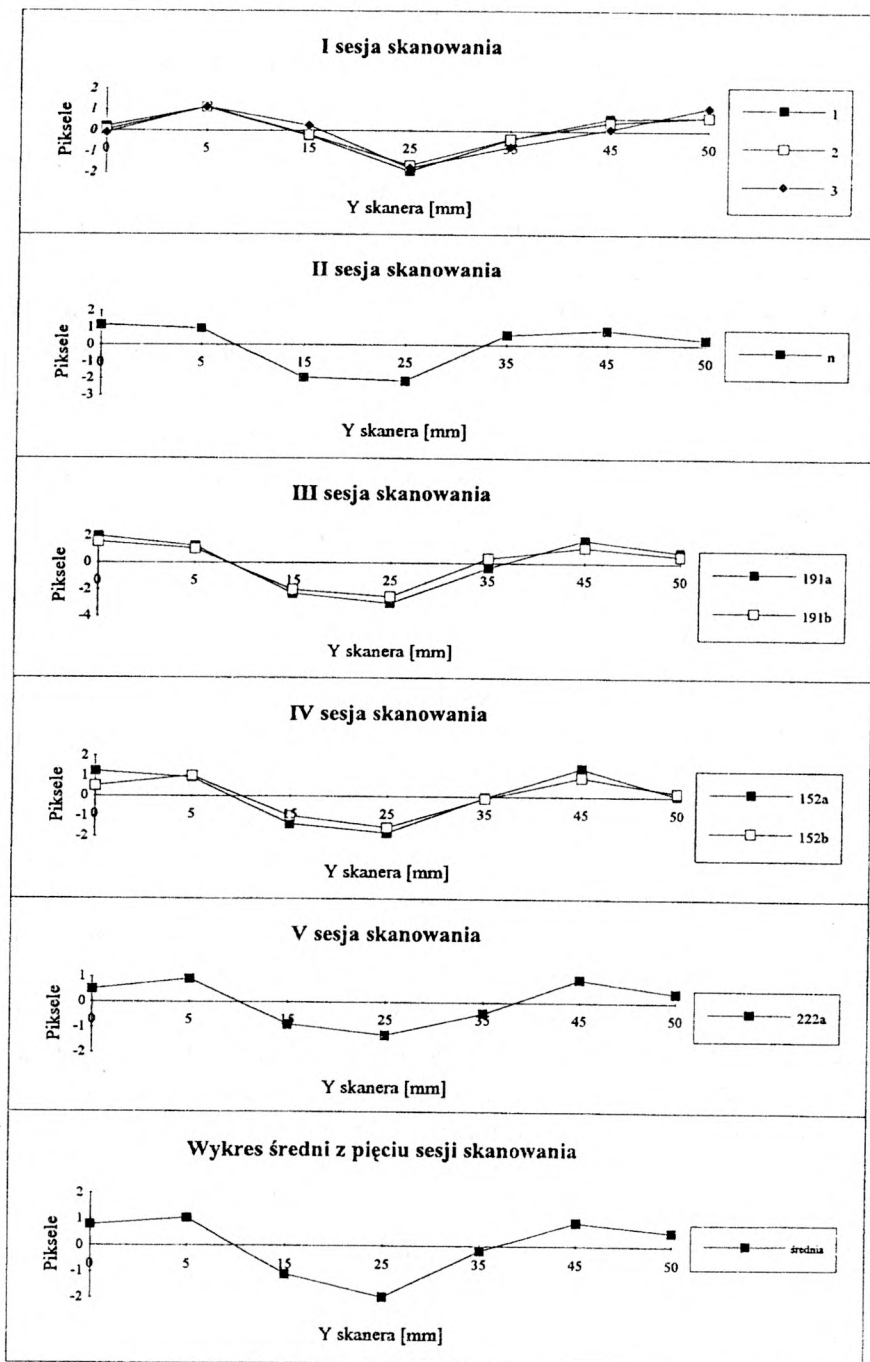 I sesja skanowania
Piksele
2
1
0
-1
-2
0 5 15 25 35 45 50
Y skanera [mm]
1
2
3
II sesja skanowania
Piksele
2
1
0
-1
-2
-3
0 5 15 25 35 45 50
Y skanera [mm]
n
III sesja skanowania
Piksele
2
0
-2
-4
0 5 15 25 35 45 50
Y skanera [mm]
191a
191b
IV sesja skanowania
Piksele
2
1
0
-1
-2
0 5 15 25 35 45 50
Y skanera [mm]
152a
152b
V sesja skanowania
Piksele
1
0
-1
-2
0 5 15 25 35 45 50
Y skanera [mm]
222a
Wykres średni z pięciu sesji skanowania
Piksele
2
1
0
-1
-2
0 5 15 25 35 45 50
Y skanera [mm]
średnia